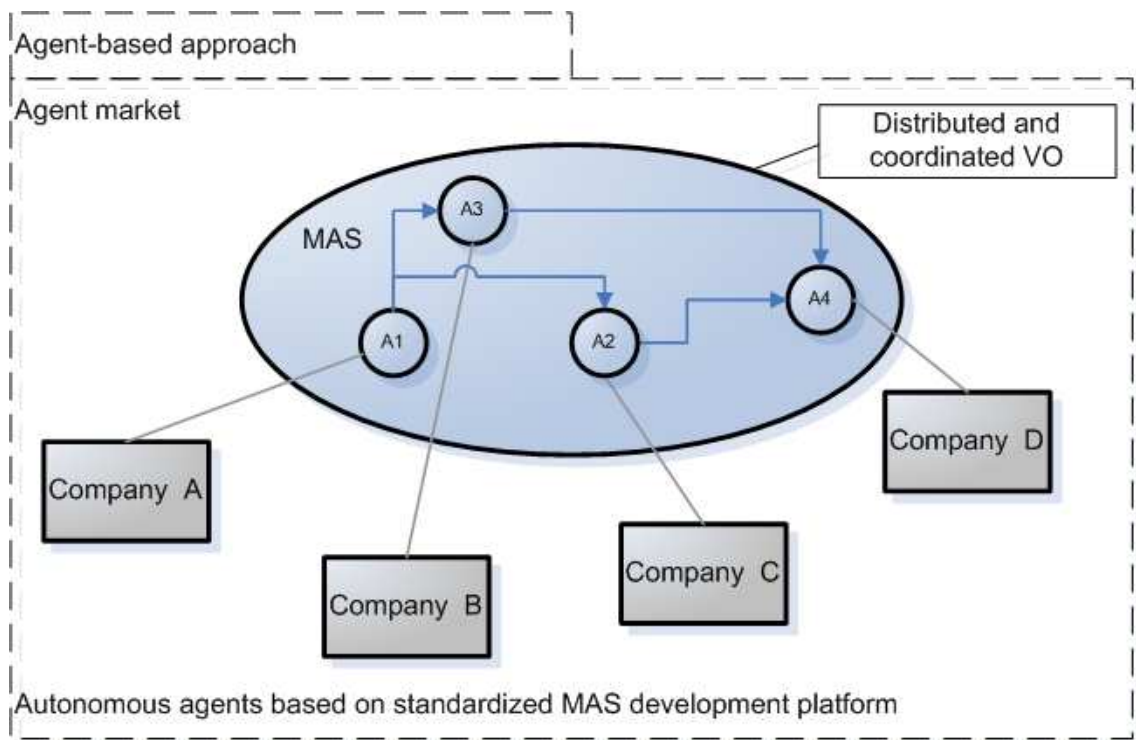 Agent-based approach
Agent market
Distributed and
coordinated VO
A3
MAS
A4
A1
A2
Company D
Company A
Company C
Company B
Autonomous agents based on standardized MAS development platform